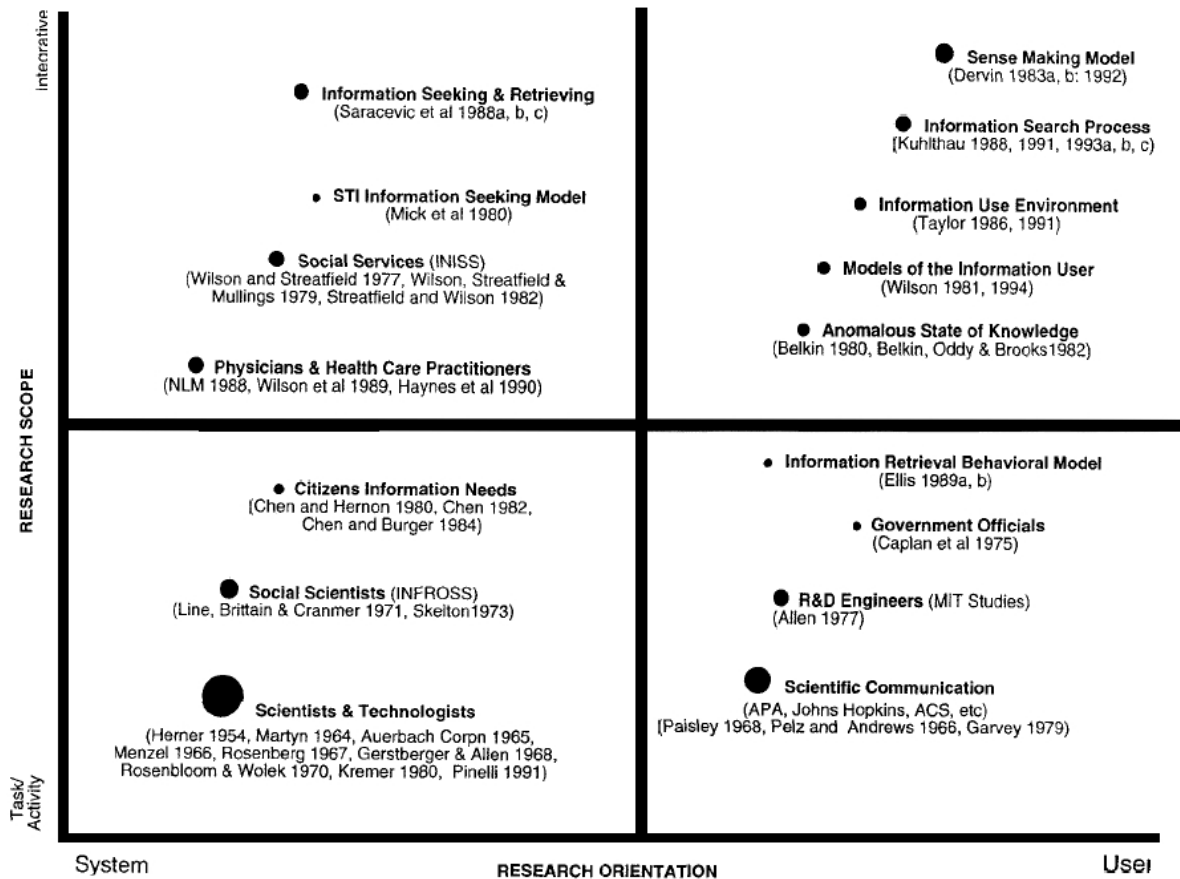 Integrative
Sense Making Model
(Dervin 1983a, b: 1992)
Information Seeking & Retrieving
(Saracevic et al 1988a, b, c)
Information Search Process
[Kuhlthau 1988, 1991, 1993a, b, c)
STI Information Seeking Model
(Mick et al 1980)
Information Use Environment
(Taylor 1986, 1991)
Social Services (INISS)
(Wilson and Streatfield 1977, Wilson, Streatfield &
Mullings 1979, Streatfield and Wilson 1982)
Models of the Information User
(Wilson 1981, 1994)
Anomalous State of Knowledge
(Belkin 1980, Belkin, Oddy & Brooks1982)
Physicians & Health Care Practitioners
(NLM 1988, Wilson et al 1989, Haynes et al 1990)
RESEARCH SCOPE
Citizens Information Needs
[Chen and Hernon 1980, Chen 1982,
Chen and Burger 1984)
Information Retrieval Behavioral Model
(Ellis 1989a, b)
Government Officials
(Caplan et al 1975)
Social Scientists (INFROSS)
(Line, Brittain & Cranmer 1971, Skelton1973)
R&D Engineers (MIT Studies)
(Allen 1977)
Scientists & Technologists
(Herner 1954, Martyn 1964, Auerbach Corpn 1965,
Menzel 1966, Rosenberg 1967, Gerstberger & Allen 1968,
Rosenbloom & Wolek 1970, Kremer 1980, Pinelli 1991)
Scientific Communication
(APA, Johns Hopkins, ACS, etc)
[Paisley 1968, Pelz and Andrews 1966, Garvey 1979)
Task/
Activity
System
RESEARCH ORIENTATION
User